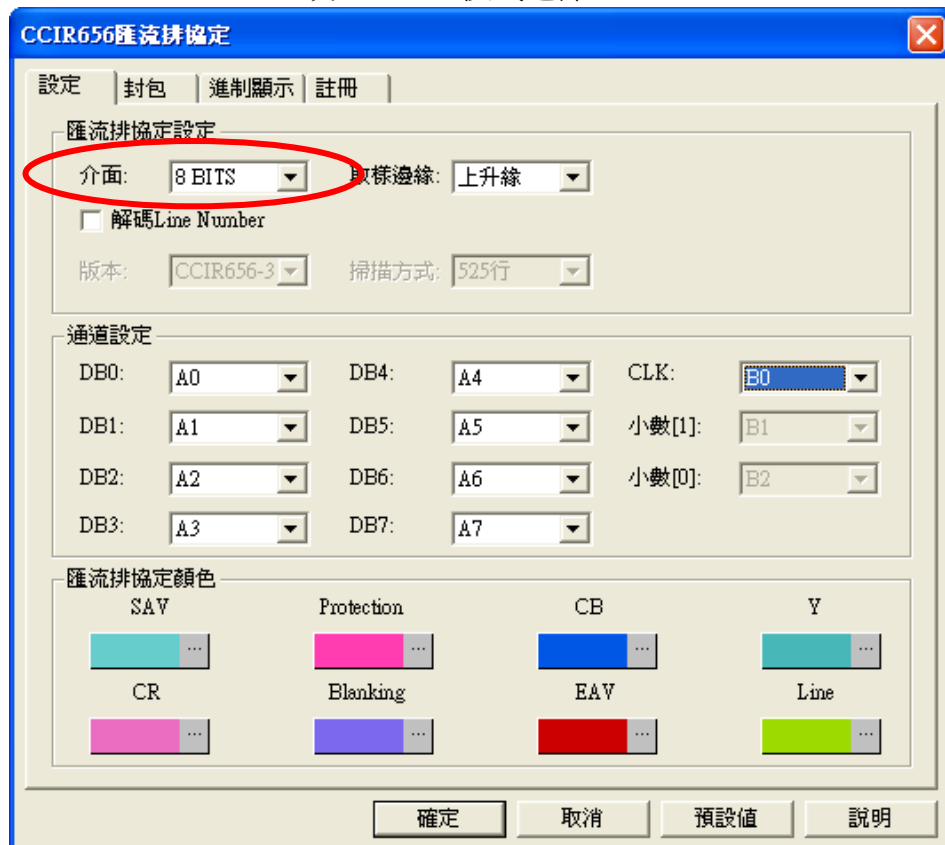 CCIR656匯流排協定
設定 封包 進制顯示 註冊
匯流排協定設定
介面: 8 BITS 取樣邊緣: 上升緣
解碼Line Number
版本: CCIR656-3 掃描方式: 525行
通道設定
DB0: A0 DB4: A4 CLK: B0
DB1: A1 DB5: A5 小數[1]: B1
DB2: A2 DB6: A6 小數[0]: B2
DB3: A3 DB7: A7
匯流排協定顏色
SAV Protection CB Y
... ... ... ...
CR Blanking EAV Line
... ... ... ...
確定 取消 預設值 說明